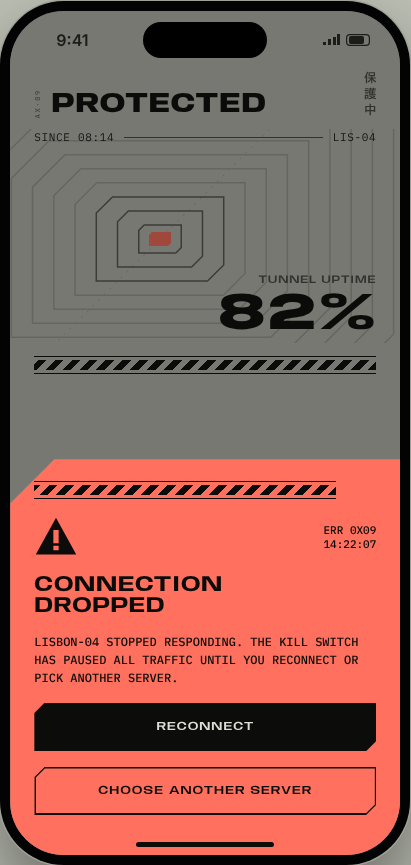 9:41
AX-09
PROTECTED
保護中
SINCE 08:14
LIS-04
TUNNEL UPTIME
82%
ERR 0X09
14:22:07
CONNECTION
DROPPED
LISBON-04 STOPPED RESPONDING. THE KILL SWITCH
HAS PAUSED ALL TRAFFIC UNTIL YOU RECONNECT OR
PICK ANOTHER SERVER.
RECONNECT
CHOOSE ANOTHER SERVER